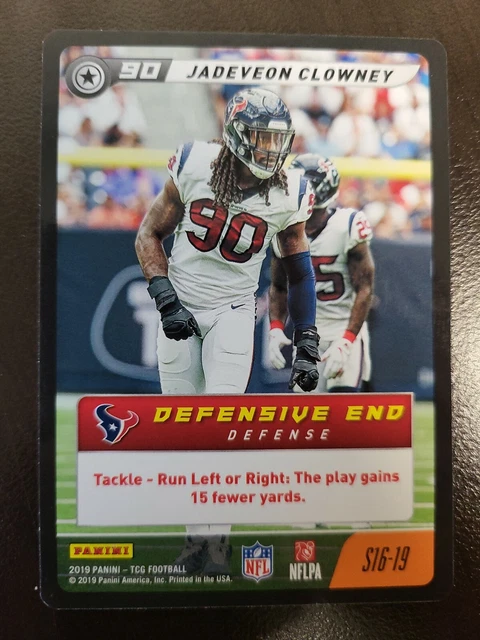 90 JADEVEON CLOWNEY
90
25
DEFENSIVE END
DEFENSE
Tackle - Run Left or Right: The play gains
15 fewer yards.
PANINI
2019 PANINI – TCG FOOTBALL
© 2019 Panini America, Inc. Printed in the USA.
NFL
NFLPA
S16-19